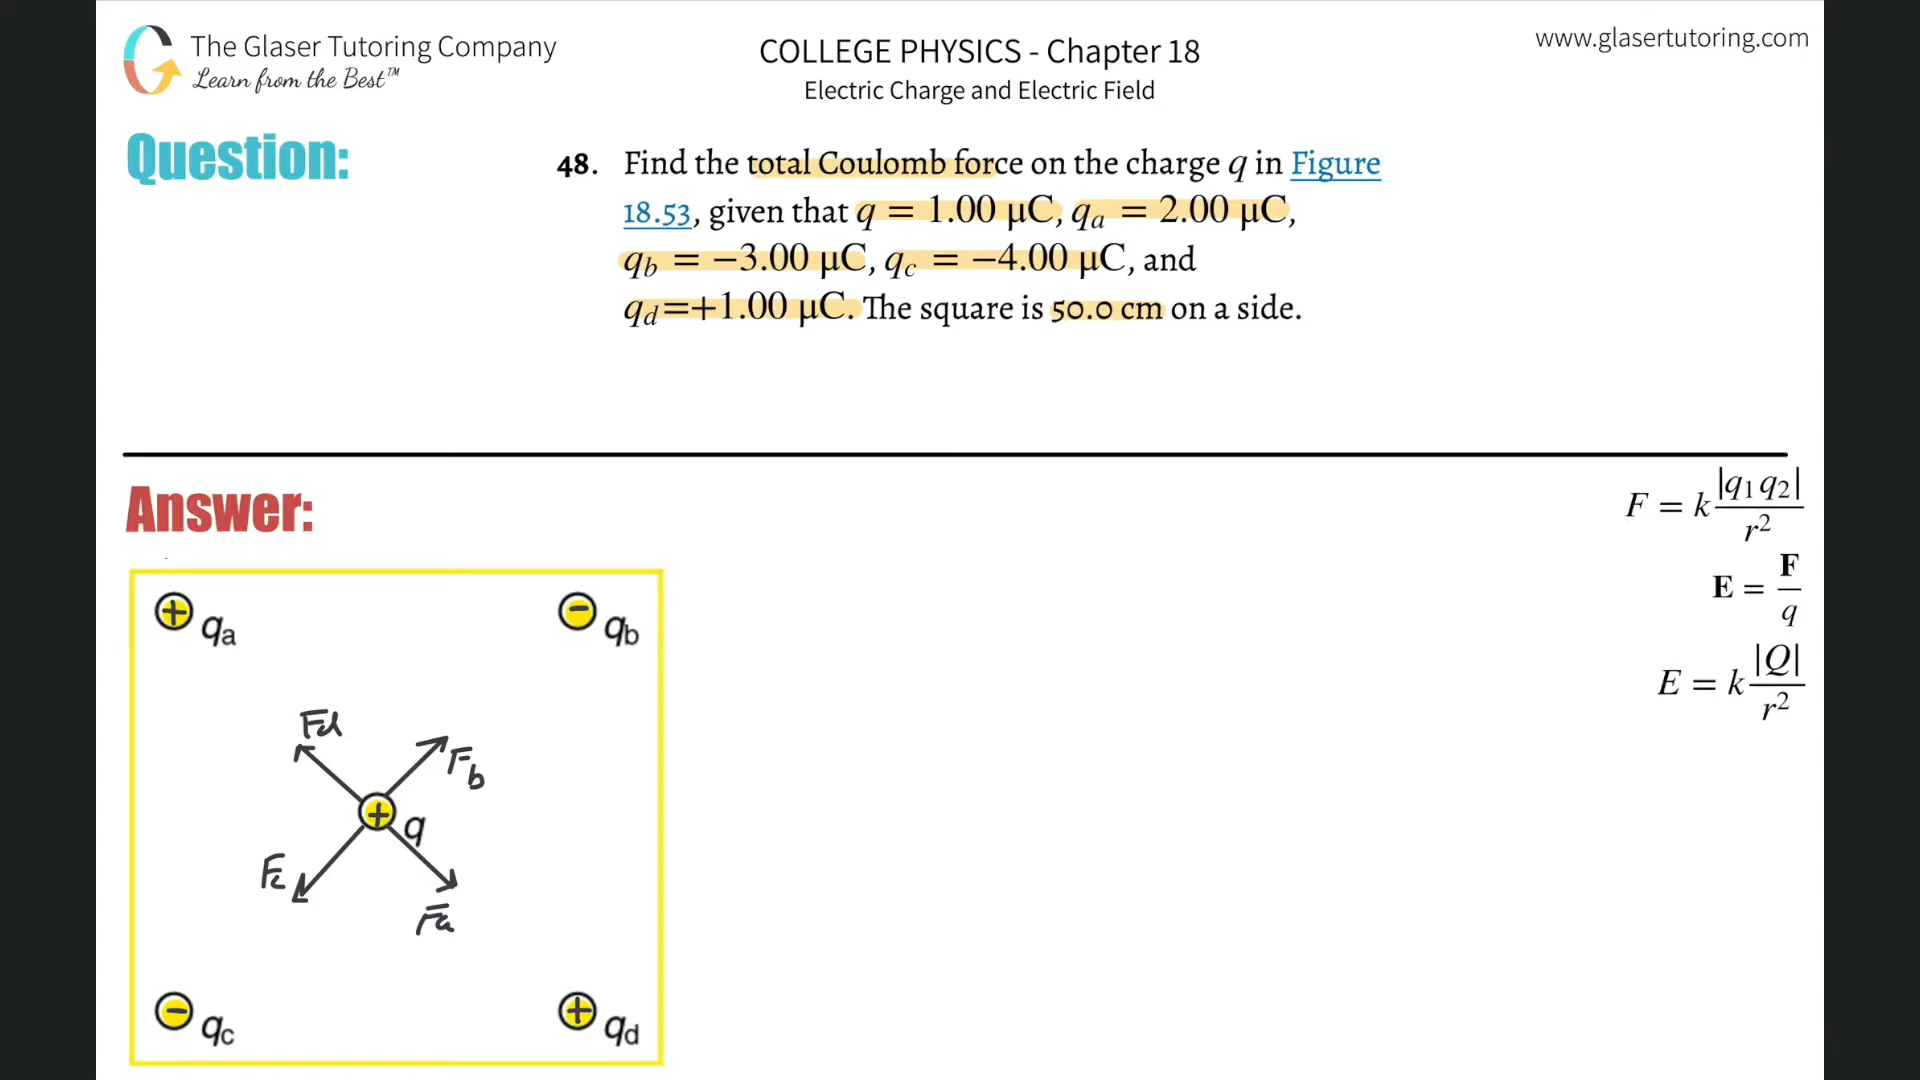 The Glaser Tutoring Company
Learn from the Best™
COLLEGE PHYSICS - Chapter 18
Electric Charge and Electric Field
www.glasertutoring.com
Question:
48. Find the total Coulomb force on the charge q in Figure
18.53, given that q = 1.00 μC, qa = 2.00 μC,
qb = −3.00 μC, qc = −4.00 μC, and
qd=+1.00 μC. The square is 50.0 cm on a side.
Answer:
F = k |q1 q2| / r²
E = F / q
E = k |Q| / r²
+ qa
− qb
Fd
Fb
+ q
Fc
Fa
− qc
+ qd